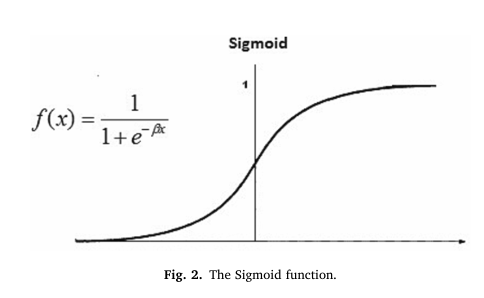 Sigmoid
1
f(x) = 1 / 1 + e^{-βx}
Fig. 2. The Sigmoid function.